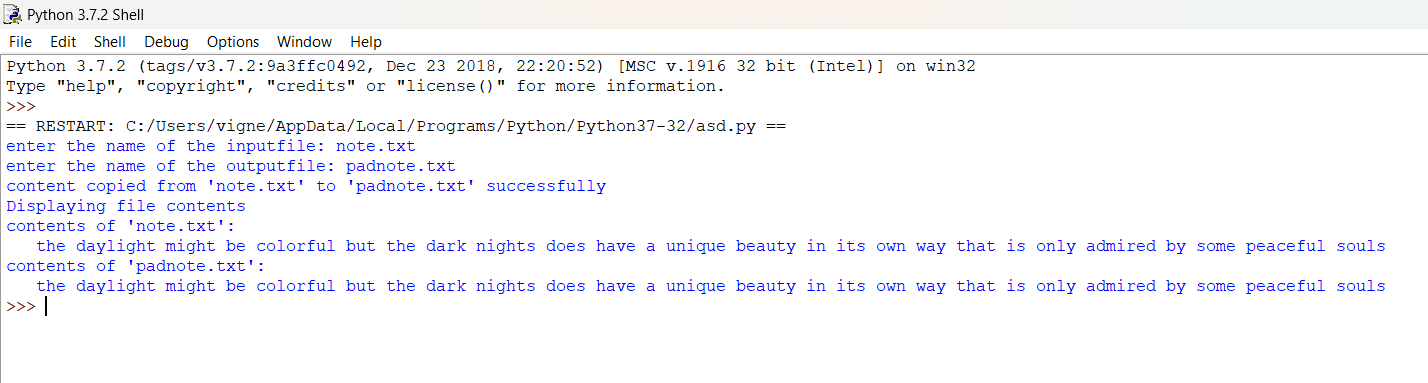 Python 3.7.2 Shell
File Edit Shell Debug Options Window Help
Python 3.7.2 (tags/v3.7.2:9a3ffc0492, Dec 23 2018, 22:20:52) [MSC v.1916 32 bit (Intel)] on win32
Type "help", "copyright", "credits" or "license()" for more information.
>>>
== RESTART: C:/Users/vigne/AppData/Local/Programs/Python/Python37-32/asd.py ==
enter the name of the inputfile: note.txt
enter the name of the outputfile: padnote.txt
content copied from 'note.txt' to 'padnote.txt' successfully
Displaying file contents
contents of 'note.txt':
   the daylight might be colorful but the dark nights does have a unique beauty in its own way that is only admired by some peaceful souls
contents of 'padnote.txt':
   the daylight might be colorful but the dark nights does have a unique beauty in its own way that is only admired by some peaceful souls
>>>